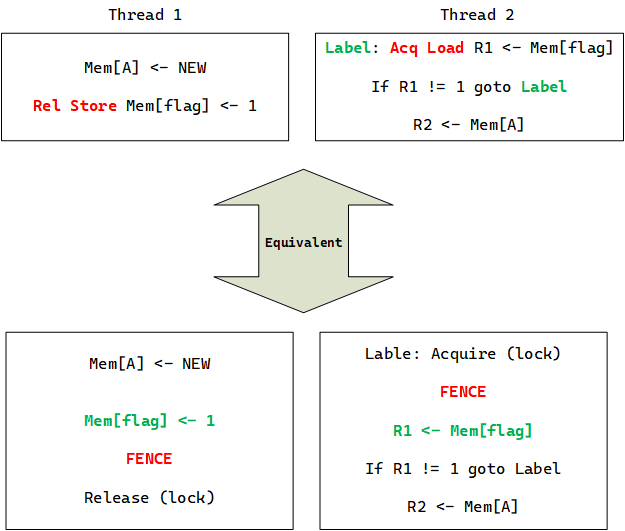 Thread 1
Thread 2
Mem[A] <- NEW
Rel Store Mem[flag] <- 1
Label: Acq Load R1 <- Mem[flag]
If R1 != 1 goto Label
R2 <- Mem[A]
Equivalent
Mem[A] <- NEW
Mem[flag] <- 1
FENCE
Release (lock)
Lable: Acquire (lock)
FENCE
R1 <- Mem[flag]
If R1 != 1 goto Label
R2 <- Mem[A]